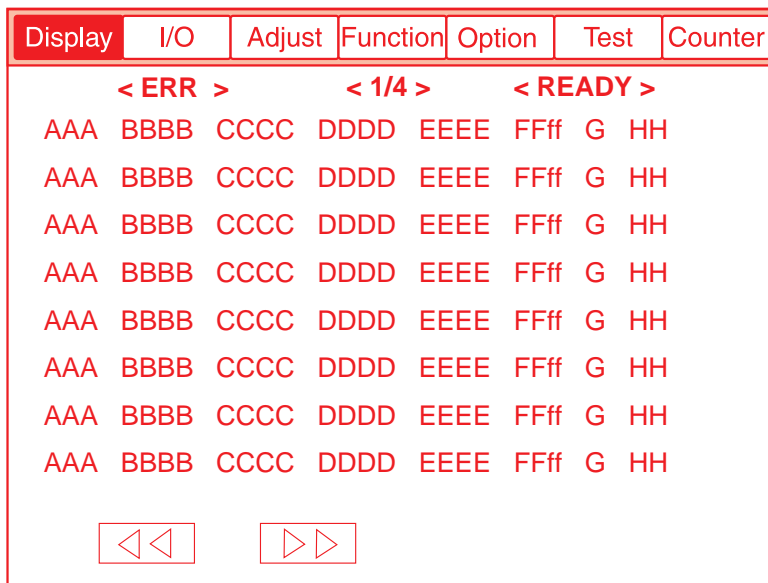 Display I/O Adjust Function Option Test Counter
< ERR > < 1/4 > < READY >
AAA BBBB CCCC DDDD EEEE FFff G HH
AAA BBBB CCCC DDDD EEEE FFff G HH
AAA BBBB CCCC DDDD EEEE FFff G HH
AAA BBBB CCCC DDDD EEEE FFff G HH
AAA BBBB CCCC DDDD EEEE FFff G HH
AAA BBBB CCCC DDDD EEEE FFff G HH
AAA BBBB CCCC DDDD EEEE FFff G HH
AAA BBBB CCCC DDDD EEEE FFff G HH